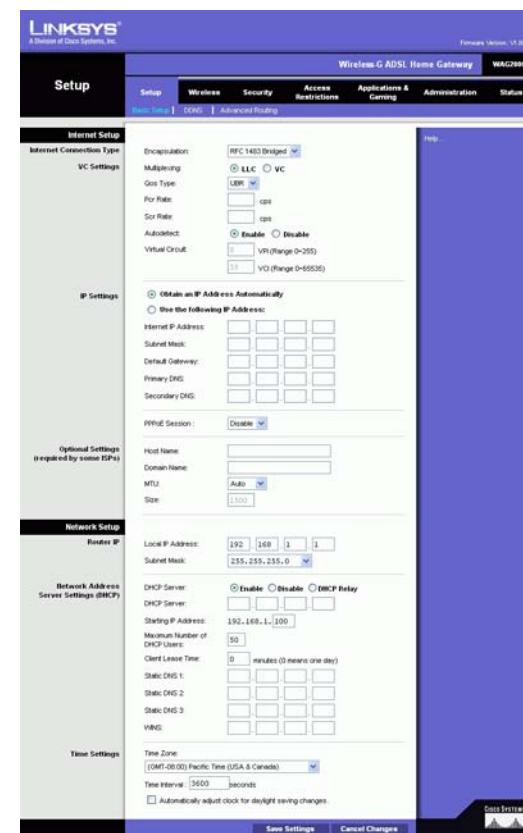 LINKSYS®
A Division of Cisco Systems, Inc.
Wireless-G ADSL Home Gateway
Setup
Setup
Wireless
Security
Access Restrictions
Applications & Gaming
Administration
Status
Basic Setup | DDNS | Advanced Routing
Internet Setup
Help...
Internet Connection Type
Encapsulation: RFC 1483 Bridged
VC Settings
Multiplexing: LLC VC
Qos Type: UBR
Pcr Rate: cps
Scr Rate: cps
Autodetect: Enable Disable
Virtual Circuit: VPI (Range 0~255)
VCI (Range 0~65535)
IP Settings
Obtain an IP Address Automatically
Use the following IP Address:
Internet IP Address:
Subnet Mask:
Default Gateway:
Primary DNS:
Secondary DNS:
PPPoE Session : Disable
Optional Settings
(required by some ISPs)
Host Name:
Domain Name:
MTU: Auto
Size: 1500
Network Setup
Router IP
Local IP Address: 192 . 168 . 1 . 1
Subnet Mask: 255.255.255.0
Network Address
Server Settings (DHCP)
DHCP Server: Enable Disable DHCP Relay
DHCP Server:
Starting IP Address: 192.168.1. 100
Maximum Number of
DHCP Users: 50
Client Lease Time: 0 minutes (0 means one day)
Static DNS 1:
Static DNS 2:
Static DNS 3:
WINS:
Time Settings
Time Zone:
(GMT-08:00) Pacific Time (USA & Canada)
Time Interval : 3600 seconds
Automatically adjust clock for daylight saving changes.
Save Settings
Cancel Changes